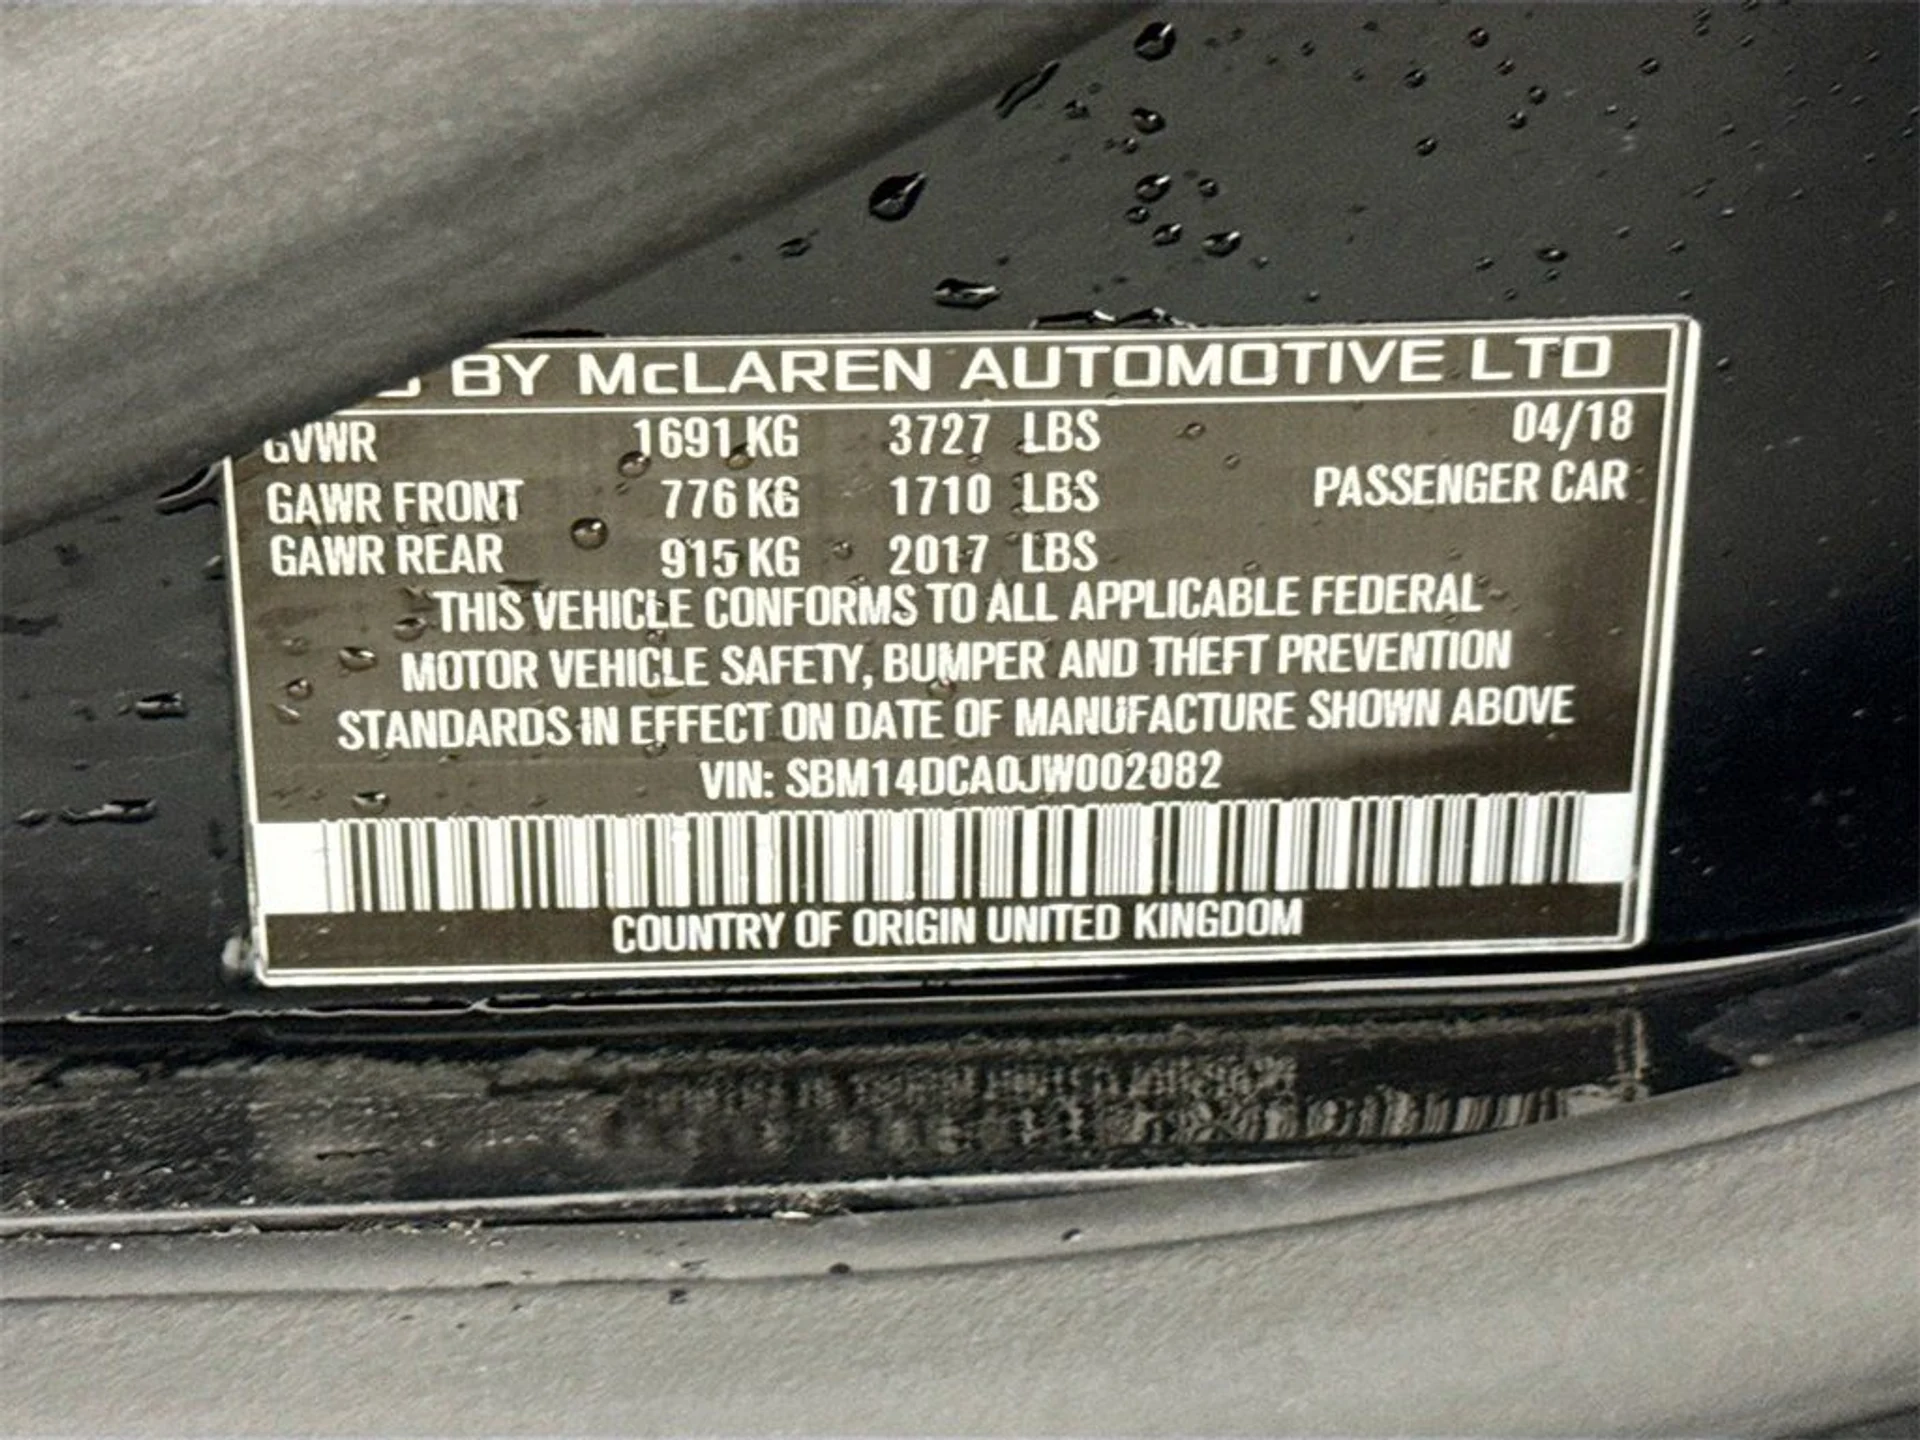 BY McLAREN AUTOMOTIVE LTD
GVWR 1691 KG 3727 LBS 04/18
GAWR FRONT 776 KG 1710 LBS PASSENGER CAR
GAWR REAR 915 KG 2017 LBS
THIS VEHICLE CONFORMS TO ALL APPLICABLE FEDERAL
MOTOR VEHICLE SAFETY, BUMPER AND THEFT PREVENTION
STANDARDS IN EFFECT ON DATE OF MANUFACTURE SHOWN ABOVE
VIN: SBM14DCA0JW002082
COUNTRY OF ORIGIN UNITED KINGDOM